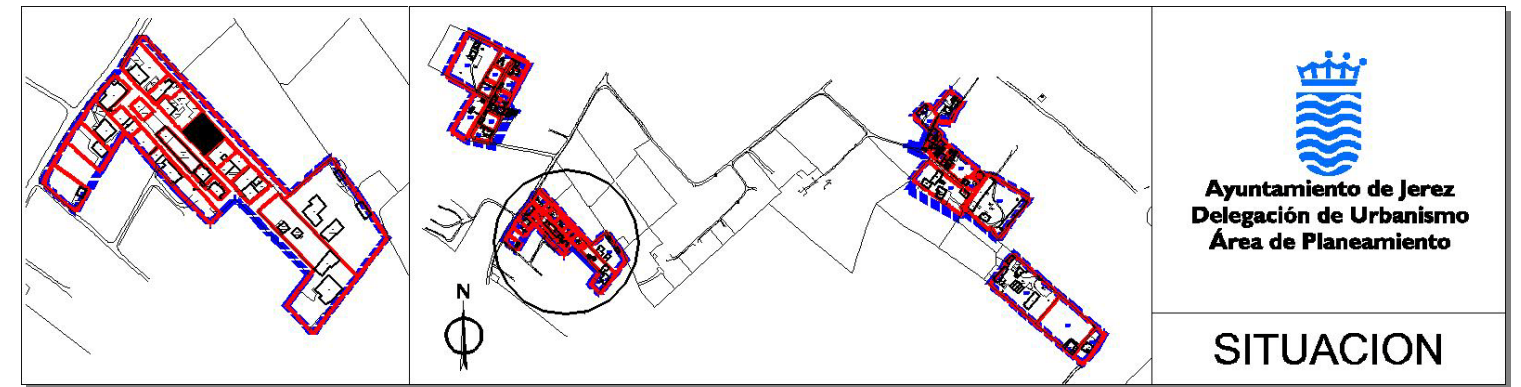 N
Ayuntamiento de Jerez
Delegación de Urbanismo
Área de Planeamiento
SITUACION